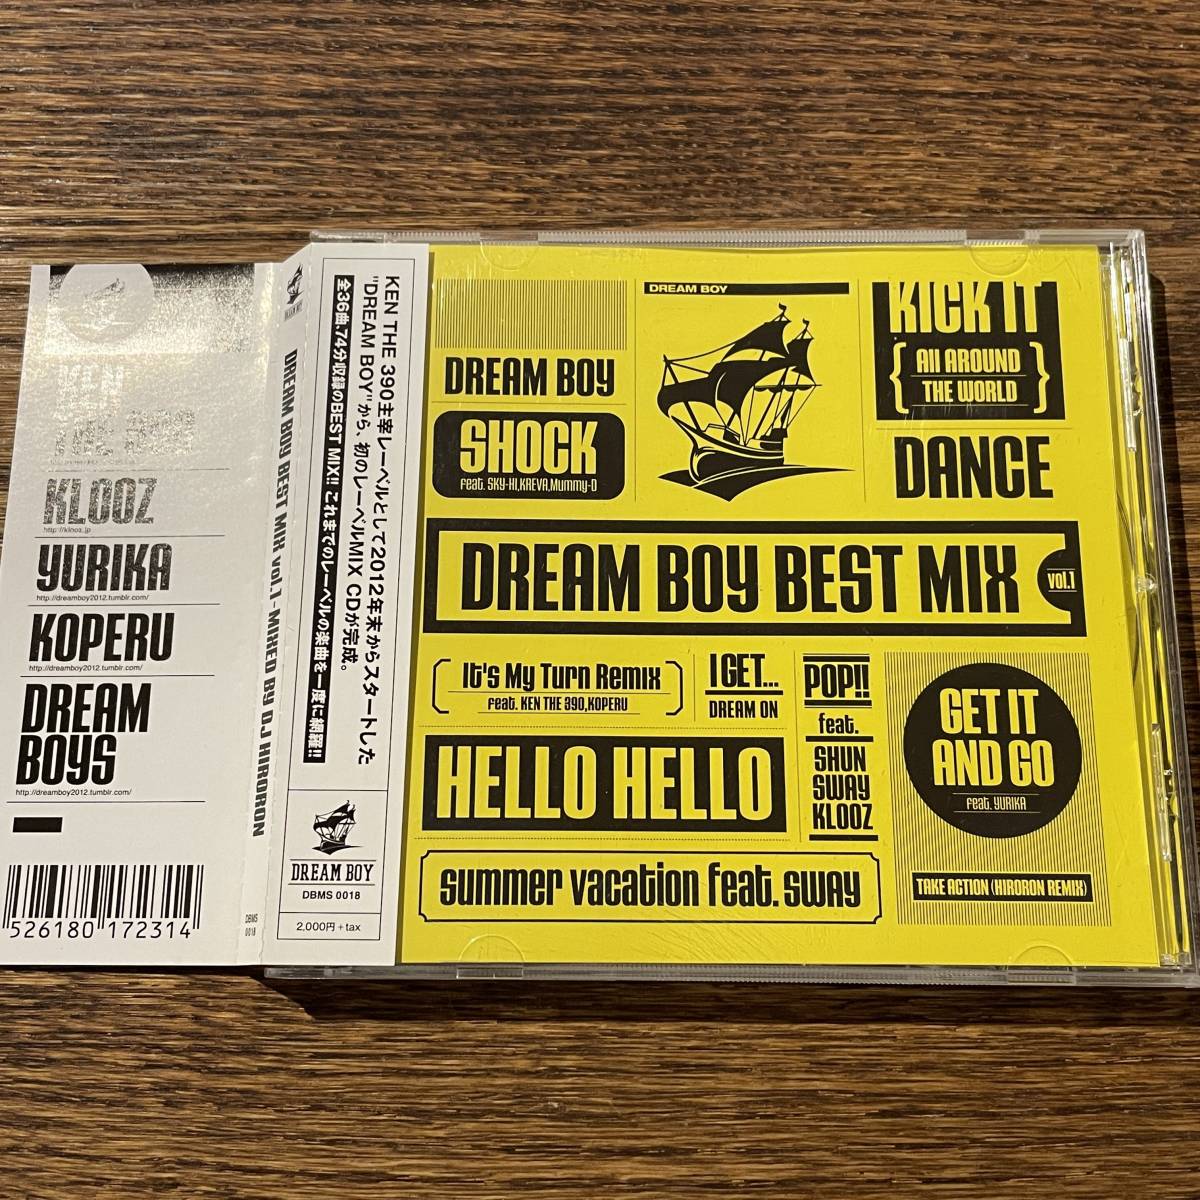 KEN
THE 390
KLOOZ
http://klooz.jp
YURIKA
http://dreamboy2012.tumblr.com/
KOPERU
http://dreamboy2012.tumblr.com/
DREAM
BOYS
http://dreamboy2012.tumblr.com/
526180 172314
DREAM BOY
DREAM BOY BEST MIX vol.1-MIXED BY DJ HIRORON
DBMS
0018
KEN THE 390主宰レーベルとして2012年末からスタートした
"DREAM BOY"から、初のレーベルMIX CDが完成。
全36曲、74分収録のBEST MIX!! これまでのレーベルの楽曲を一度に網羅!!
DREAM BOY
DBMS 0018
2,000円+tax
DREAM BOY
SHOCK
feat. SKY-HI,KREVA,Mummy-D
DREAM BOY
KICK IT
All AROUND
THE WORLD
DANCE
DREAM BOY BEST MIX
vol.1
It's My Turn Remix
feat. KEN THE 390,KOPERU
I GET...
DREAM ON
HELLO HELLO
POP!!
feat.
SHUN
SWAY
KLOOZ
GET IT
AND GO
feat. YURIKA
TAKE ACTION (HIRORON REMIX)
summer vacation feat. SWAY